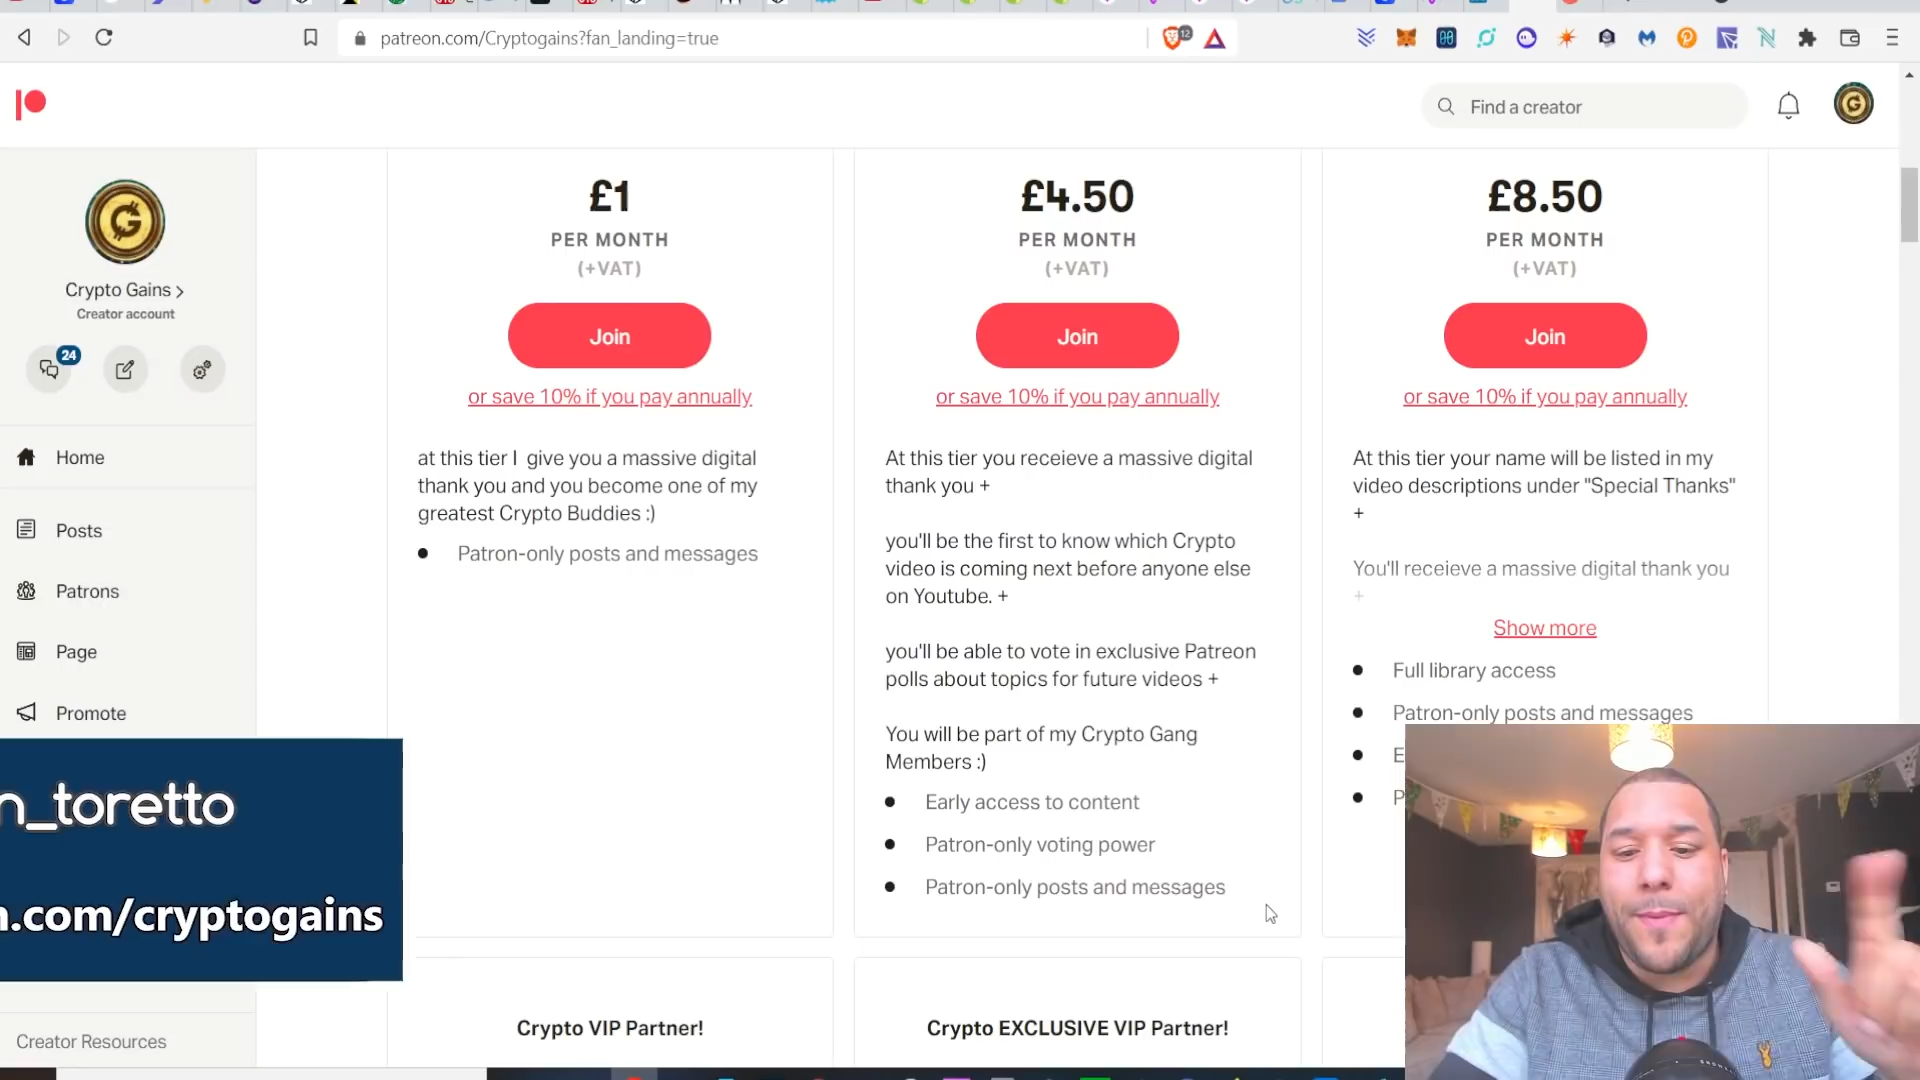 patreon.com/Cryptogains?fan_landing=true
12
Find a creator
Crypto Gains
Creator account
24
Home
Posts
Patrons
Page
Promote
Creator Resources
£1
PER MONTH
(+VAT)
Join
or save 10% if you pay annually
at this tier I give you a massive digital
thank you and you become one of my
greatest Crypto Buddies :)
Patron-only posts and messages
£4.50
PER MONTH
(+VAT)
Join
or save 10% if you pay annually
At this tier you receieve a massive digital
thank you +
you'll be the first to know which Crypto
video is coming next before anyone else
on Youtube. +
you'll be able to vote in exclusive Patreon
polls about topics for future videos +
You will be part of my Crypto Gang
Members :)
Early access to content
Patron-only voting power
Patron-only posts and messages
£8.50
PER MONTH
(+VAT)
Join
or save 10% if you pay annually
At this tier your name will be listed in my
video descriptions under "Special Thanks"
+
You'll receieve a massive digital thank you
+
Show more
Full library access
Patron-only posts and messages
E
P
n_toretto
n.com/cryptogains
Crypto VIP Partner!
Crypto EXCLUSIVE VIP Partner!